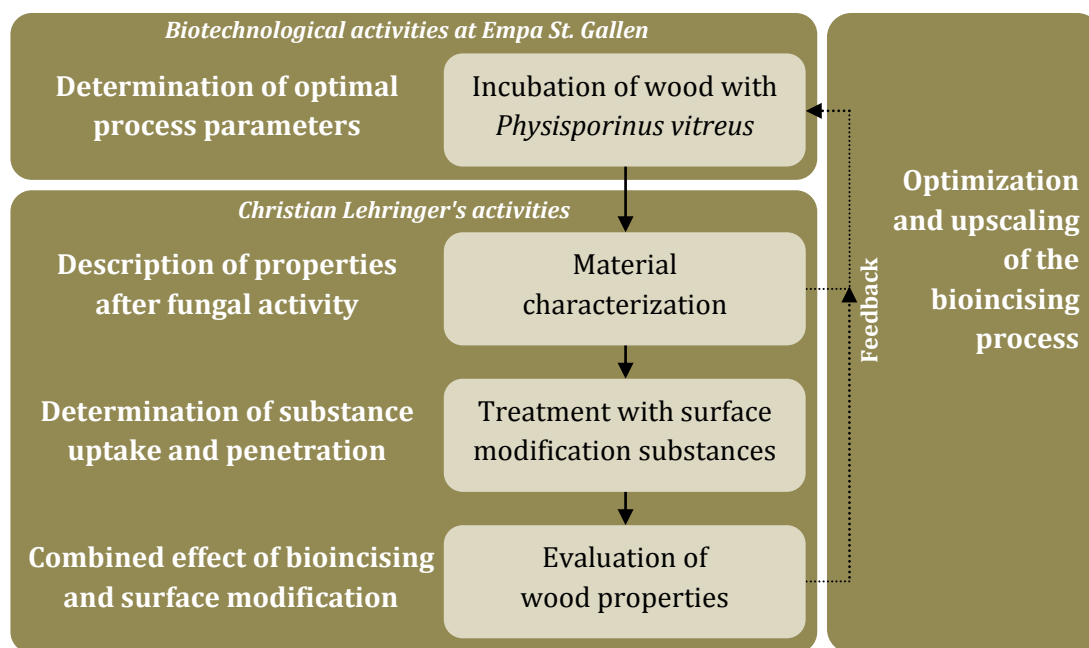 Biotechnological activities at Empa St. Gallen
Determination of optimal
process parameters
Incubation of wood with
Physisporinus vitreus
Christian Lehringer's activities
Description of properties
after fungal activity
Material
characterization
Determination of substance
uptake and penetration
Treatment with surface
modification substances
Combined effect of bioincising
and surface modification
Evaluation of
wood properties
Feedback
Optimization
and upscaling
of the
bioincising
process